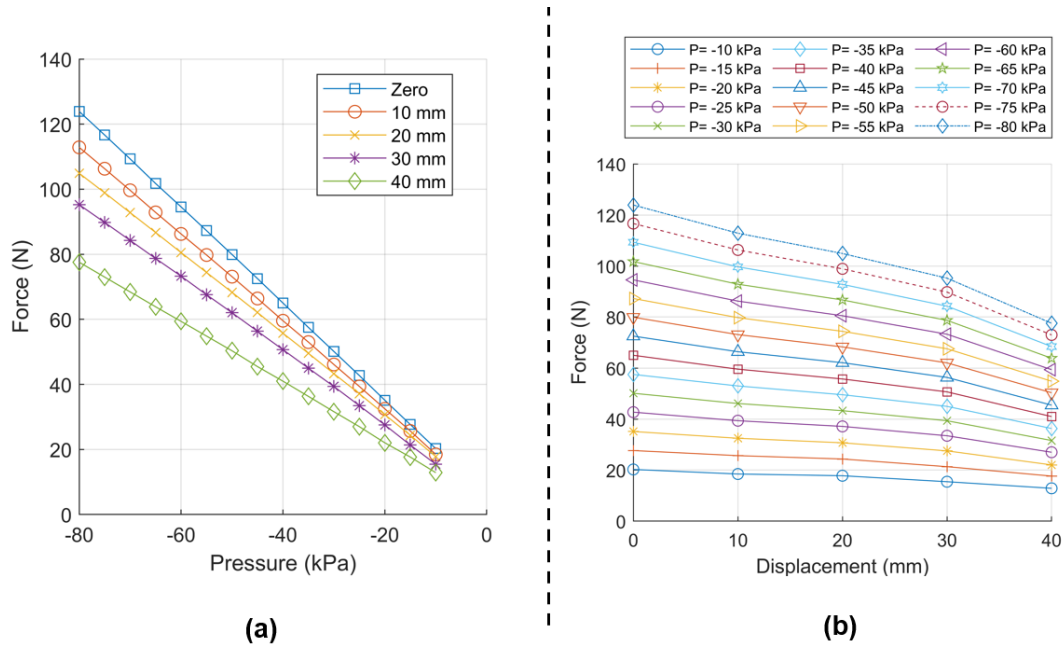 140
120
100
80
60
40
20
0
Force (N)
-80 -60 -40 -20 0
Pressure (kPa)
Zero
10 mm
20 mm
30 mm
40 mm
(a)
P= -10 kPa P= -35 kPa P= -60 kPa
P= -15 kPa P= -40 kPa P= -65 kPa
P= -20 kPa P= -45 kPa P= -70 kPa
P= -25 kPa P= -50 kPa P= -75 kPa
P= -30 kPa P= -55 kPa P= -80 kPa
140
120
100
80
60
40
20
0
Force (N)
0 10 20 30 40
Displacement (mm)
(b)